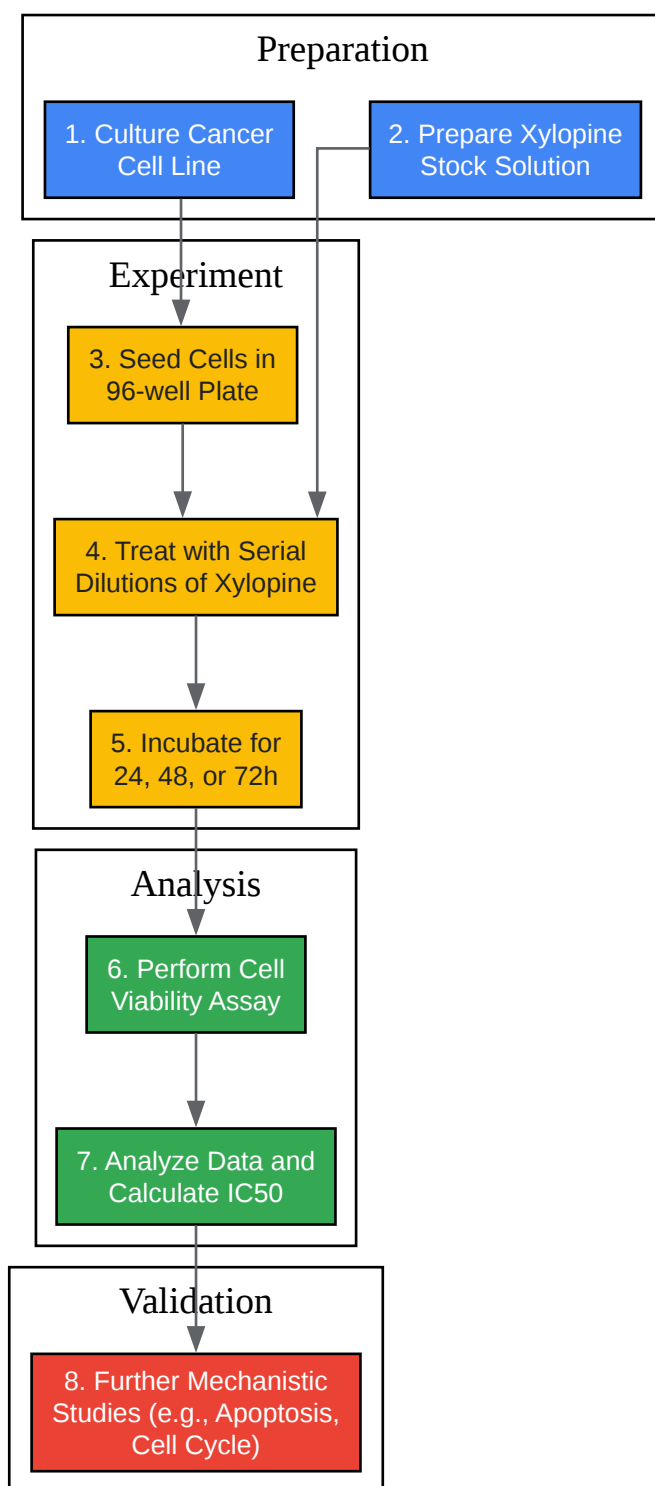 Preparation
1. Culture Cancer
Cell Line
2. Prepare Xylopine
Stock Solution
Experiment
3. Seed Cells in
96-well Plate
4. Treat with Serial
Dilutions of Xylopine
5. Incubate for
24, 48, or 72h
Analysis
6. Perform Cell
Viability Assay
7. Analyze Data and
Calculate IC50
Validation
8. Further Mechanistic
Studies (e.g., Apoptosis,
Cell Cycle)